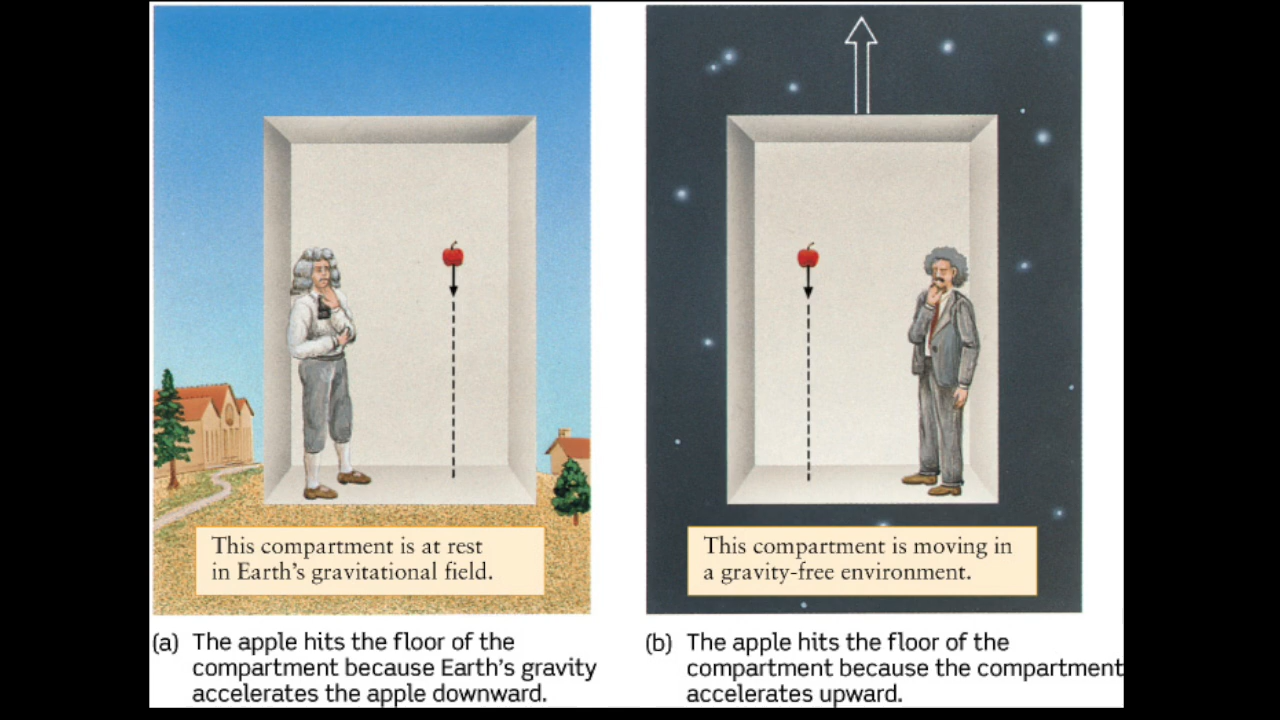 This compartment is at rest
in Earth's gravitational field.
(a) The apple hits the floor of the
compartment because Earth's gravity
accelerates the apple downward.
This compartment is moving in
a gravity-free environment.
(b) The apple hits the floor of the
compartment because the compartment
accelerates upward.